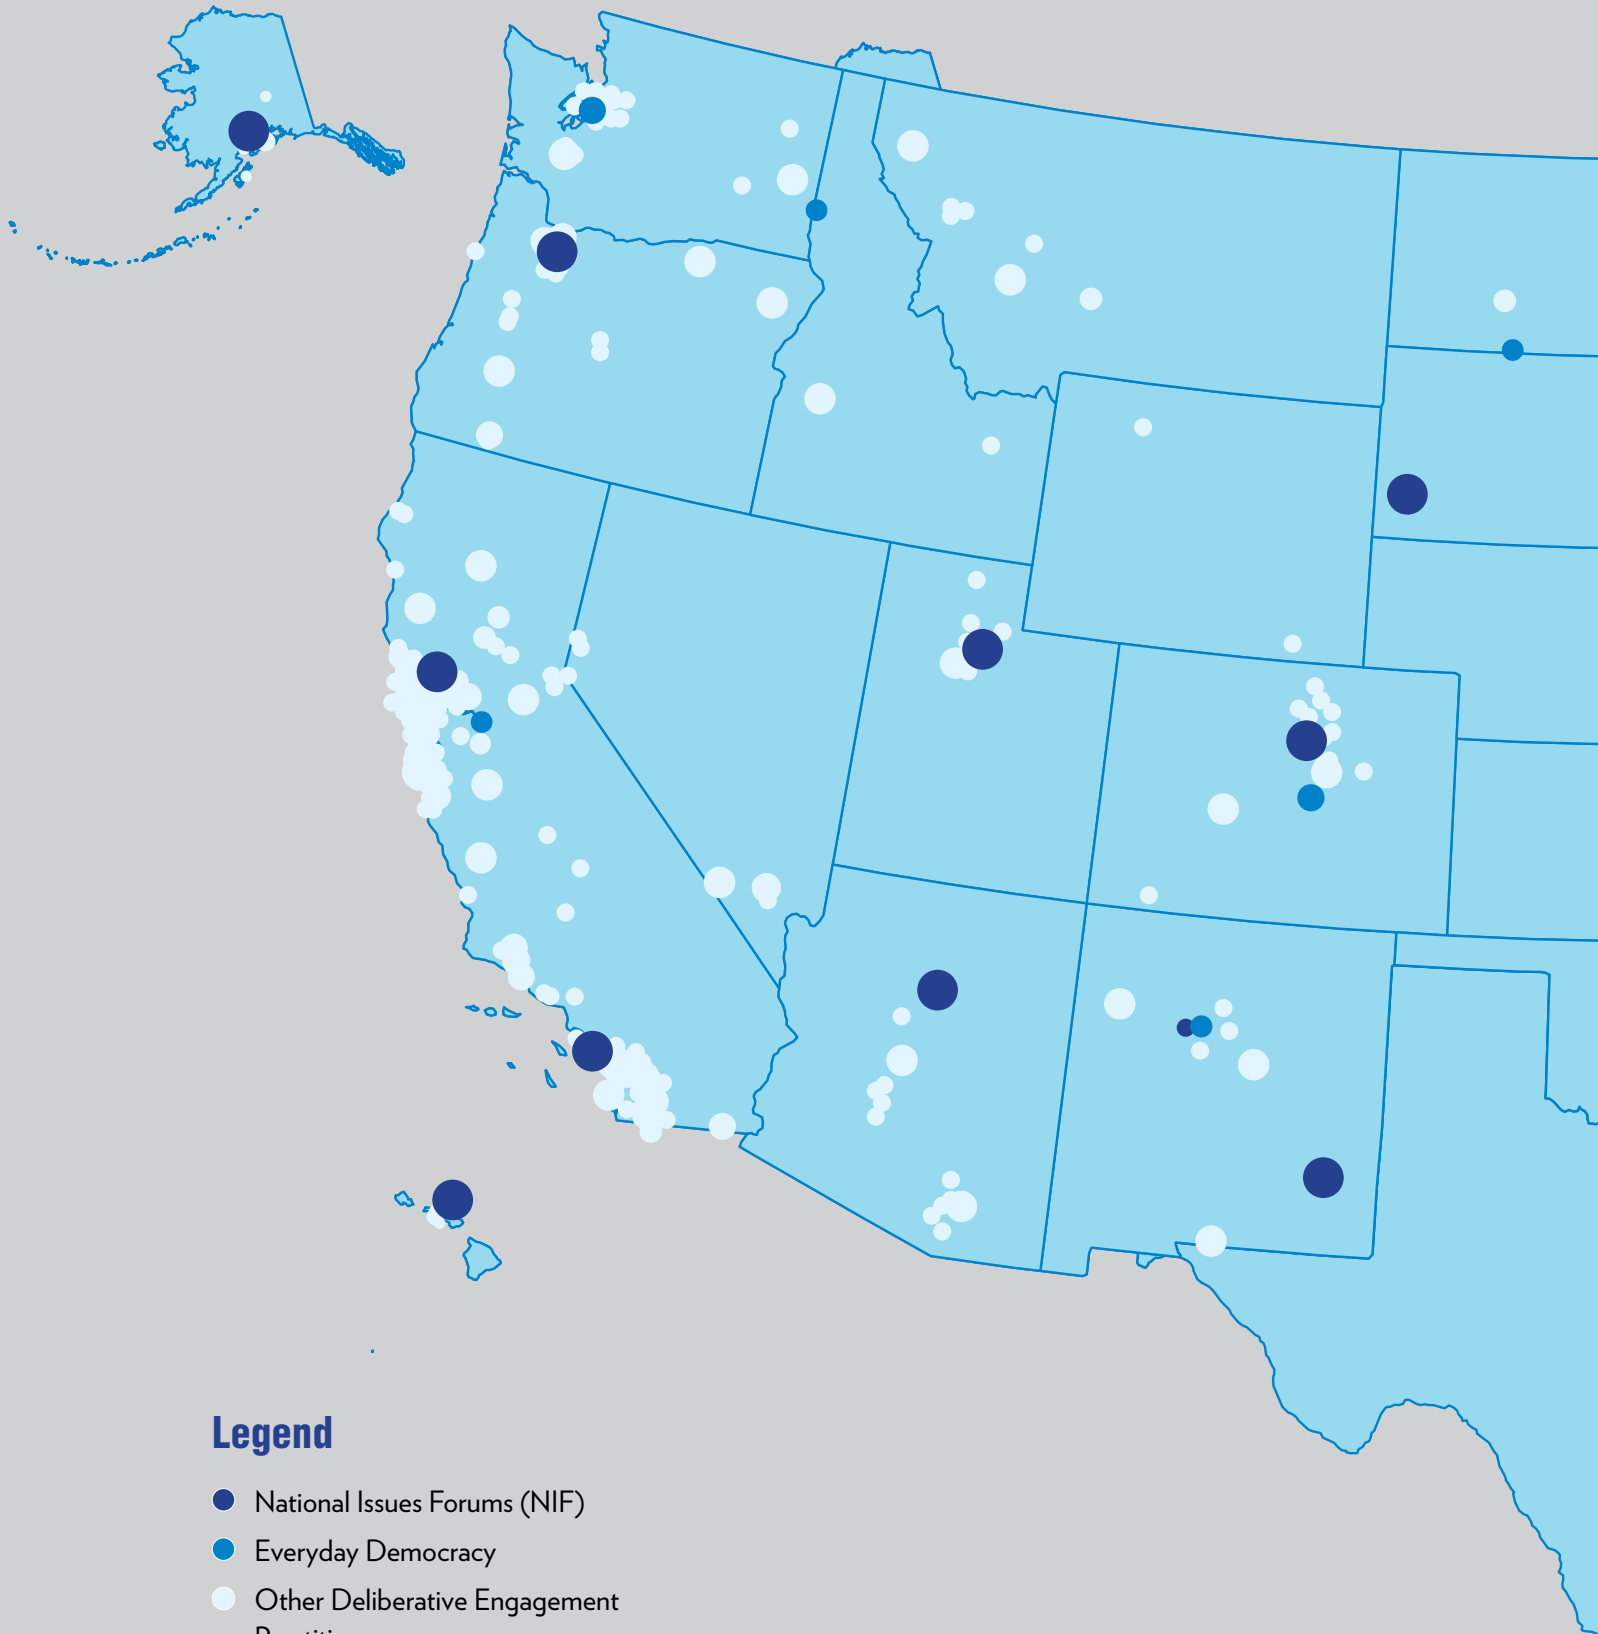 Legend
National Issues Forums (NIF)
Everyday Democracy
Other Deliberative Engagement